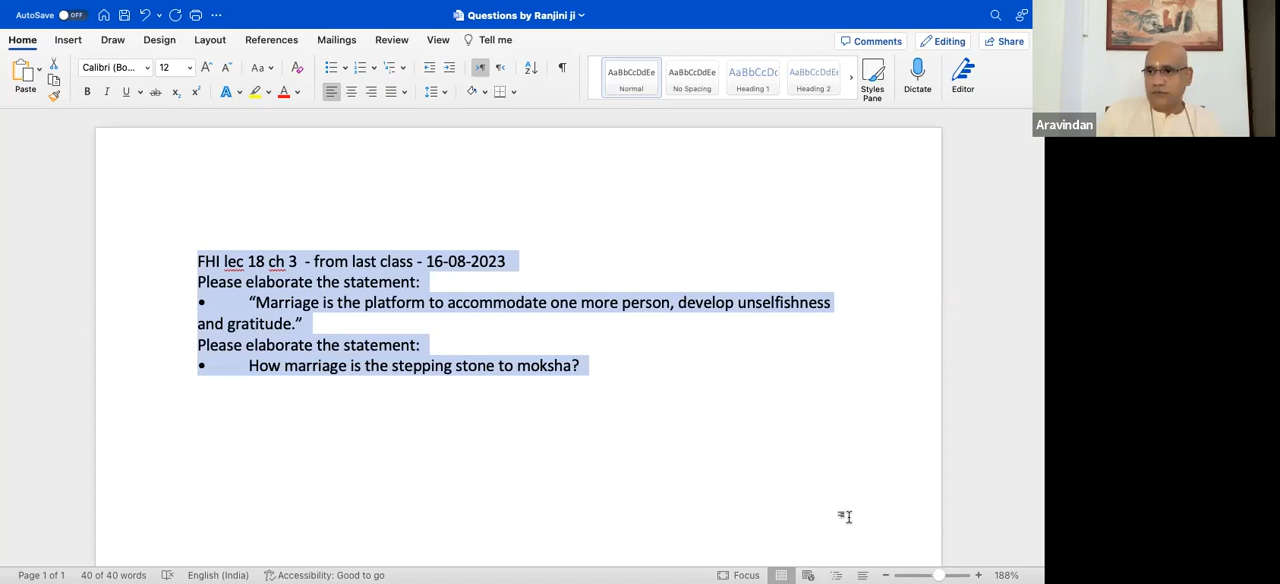 AutoSave OFF Questions by Ranjini ji
Home Insert Draw Design Layout References Mailings Review View Tell me Comments Editing Share
Paste Calibri (Bo... 12 Aa AaBbCcDdEe Normal AaBbCcDdEe No Spacing AaBbCcDc Heading 1 AaBbCcDdEe Heading 2 Styles Pane Dictate Editor
Aravindan
FHI lec 18 ch 3 - from last class - 16-08-2023
Please elaborate the statement:
• “Marriage is the platform to accommodate one more person, develop unselfishness
and gratitude.”
Please elaborate the statement:
• How marriage is the stepping stone to moksha?
Page 1 of 1 40 of 40 words English (India) Accessibility: Good to go Focus 188%